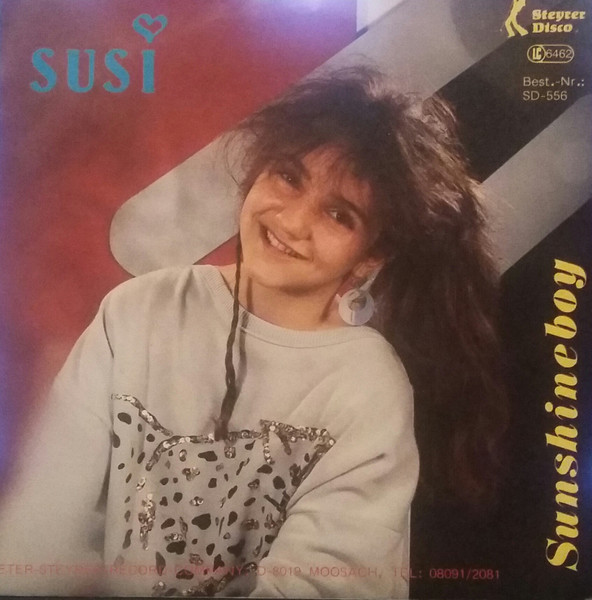 SUSI
Steyrer
Disco
LC 6462
Best.-Nr.:
SD-556
Sunshineboy
D-8019 MOOSACH, TEL: 08091/2081